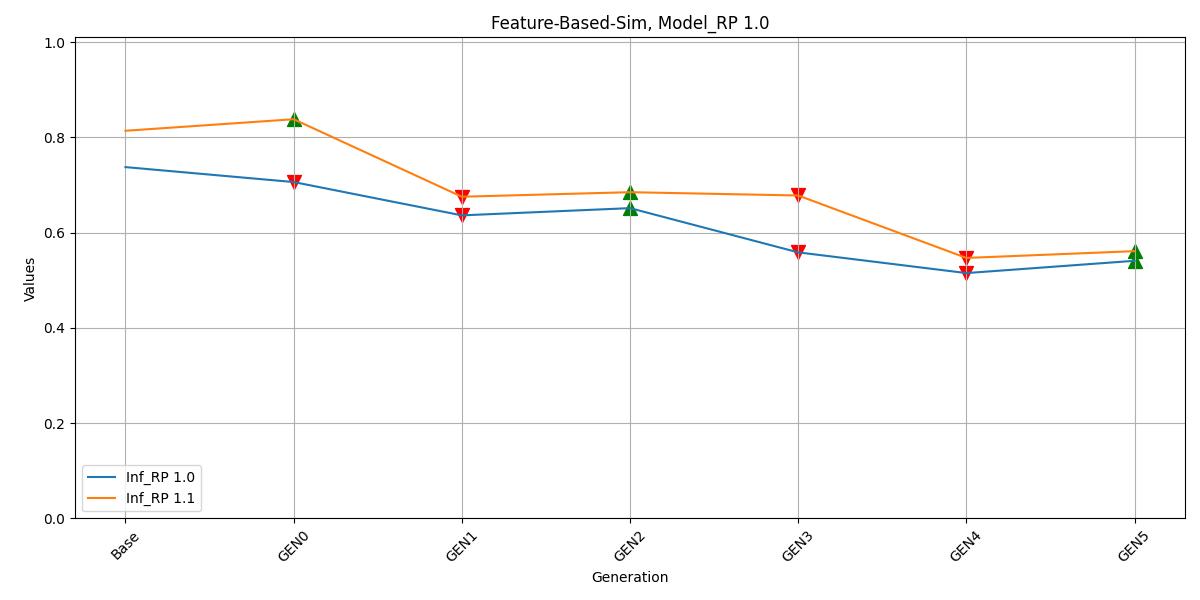 Feature-Based-Sim, Model_RP 1.0
1.0
0.8
0.6
0.4
0.2
0.0
Values
Inf_RP 1.0
Inf_RP 1.1
Base
GEN0
GEN1
GEN2
GEN3
GEN4
GEN5
Generation